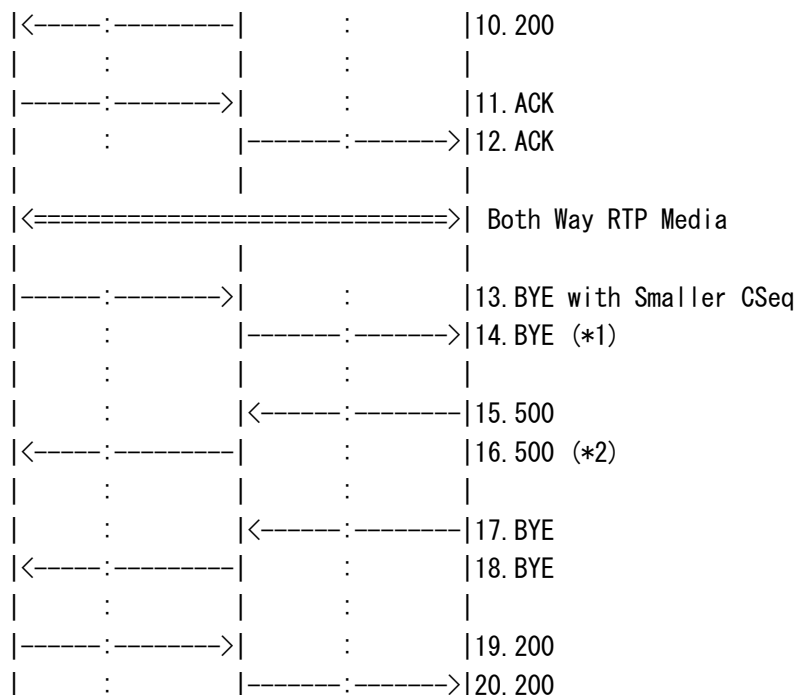 |<-----:---------|       :       |10.200
|      :         |       :       |
|------:-------->|       :       |11.ACK
|      :         |-------:------>|12.ACK
|                |               |
|<==============================>| Both Way RTP Media
|                |               |
|------:-------->|       :       |13.BYE with Smaller CSeq
|      :         |-------:------>|14.BYE (*1)
|      :         |       :       |
|      :         |<------:-------|15.500
|<-----:---------|       :       |16.500 (*2)
|      :         |       :       |
|      :         |<------:-------|17.BYE
|<-----:---------|       :       |18.BYE
|      :         |       :       |
|------:-------->|       :       |19.200
|      :         |-------:------>|20.200